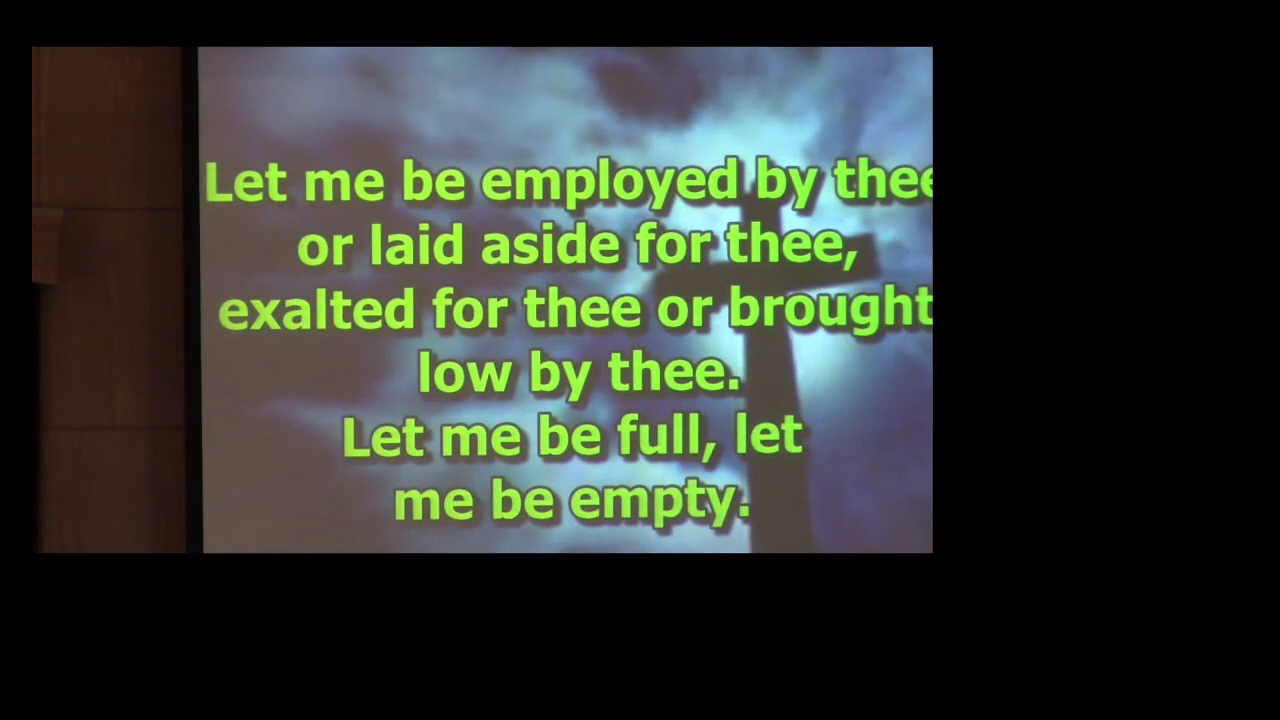 Let me be employed by thee
or laid aside for thee,
exalted for thee or brought
low by thee.
Let me be full, let
me be empty.